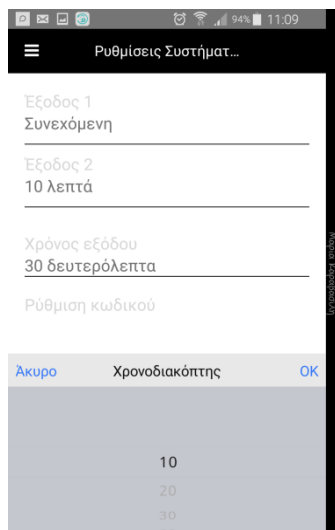 94% 11:09
Ρυθμίσεις Συστήματ...
Έξοδος 1
Συνεχόμενη
Έξοδος 2
10 λεπτά
Χρόνος εξόδου
30 δευτερόλεπτα
Ρύθμιση κωδικού
Άκυρο Χρονοδιακόπτης OK
10
20
30